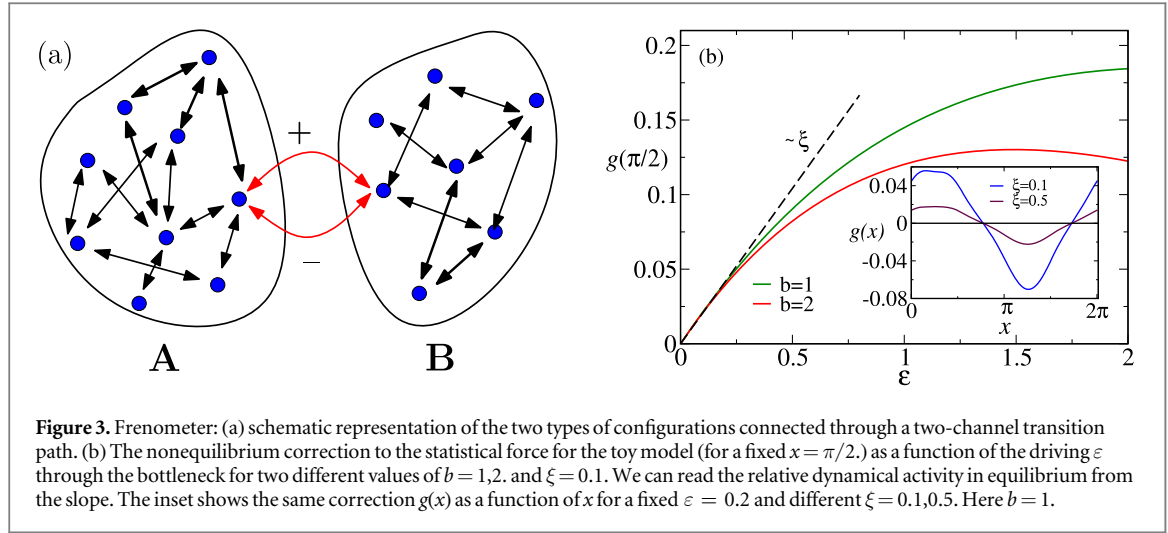 (a)
+
−
A
B
(b)
0.2
0.15
g(π/2)
0.1
0.05
0
~ξ
b=1
b=2
0 0.5 1 1.5 2
ε
0.04
0
g(x)
-0.04
-0.08
ξ=0.1
ξ=0.5
0 π 2π
x
Figure 3. Frenometer: (a) schematic representation of the two types of configurations connected through a two-channel transition
path. (b) The nonequilibrium correction to the statistical force for the toy model (for a fixed x = π/2.) as a function of the driving ε
through the bottleneck for two different values of b = 1,2. and ξ = 0.1. We can read the relative dynamical activity in equilibrium from
the slope. The inset shows the same correction g(x) as a function of x for a fixed ε = 0.2 and different ξ = 0.1,0.5. Here b = 1.